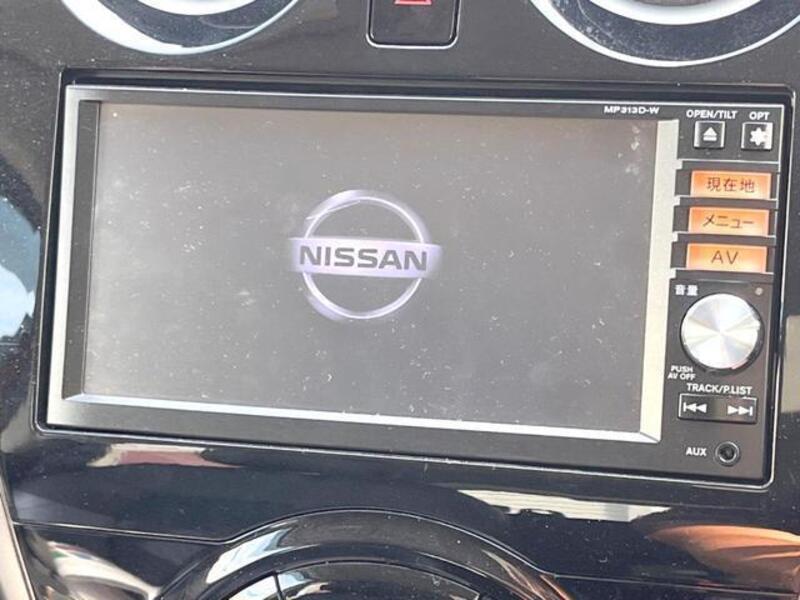 MP313D-W
OPEN/TILT OPT
現在地
メニュー
AV
NISSAN
音量
PUSH
AV OFF
TRACK/P.LIST
AUX